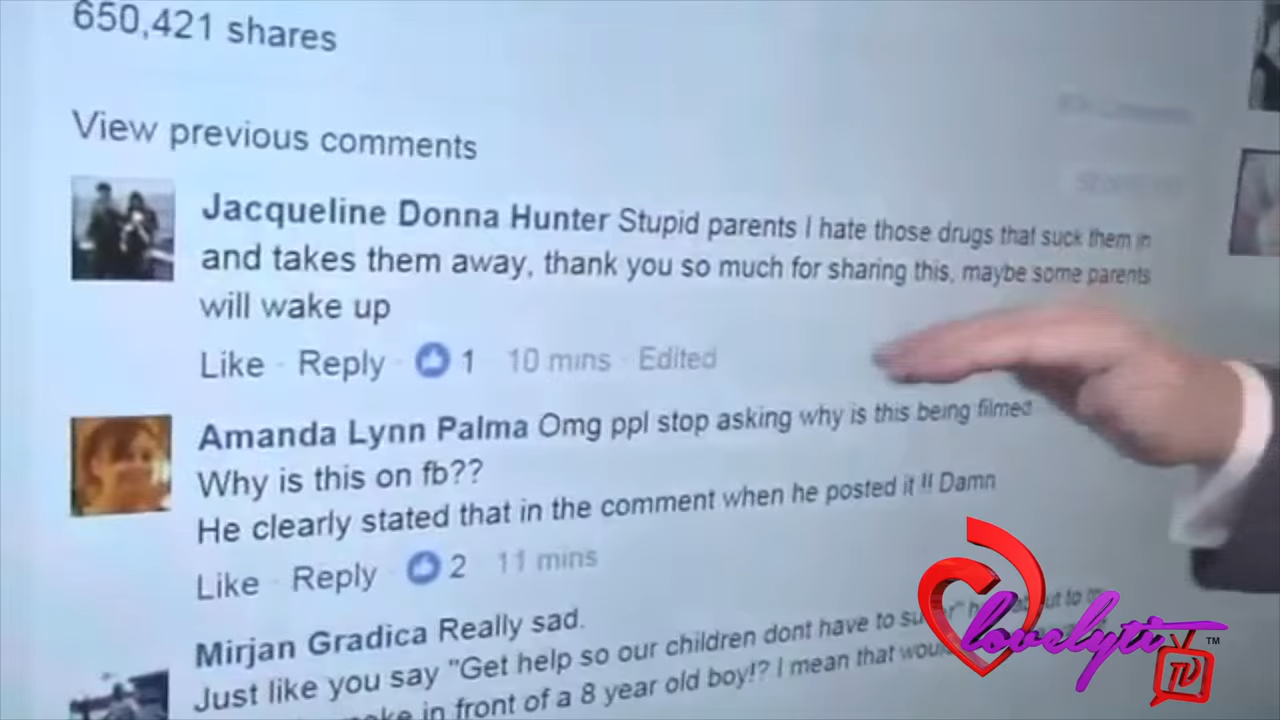 650,421 shares
View previous comments
Jacqueline Donna Hunter Stupid parents I hate those drugs that suck them in
and takes them away, thank you so much for sharing this, maybe some parents
will wake up
Like · Reply · 1 · 10 mins · Edited
Amanda Lynn Palma Omg ppl stop asking why is this being filmed
Why is this on fb??
He clearly stated that in the comment when he posted it !! Damn
Like · Reply · 2 · 11 mins
Mirjan Gradica Really sad.
Just like you say "Get help so our children dont have to
in front of a 8 year old boy!? I mean that
lovelyti
TM
TV